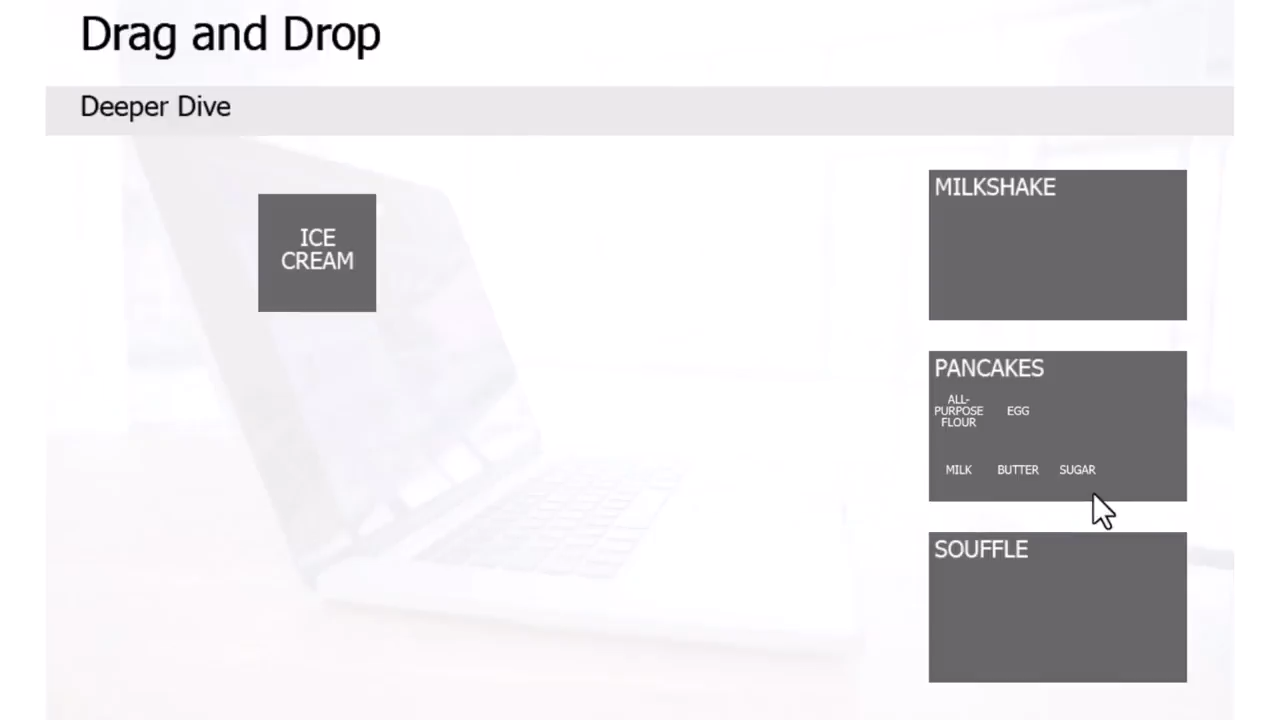 Drag and Drop
Deeper Dive
ICE
CREAM
MILKSHAKE
PANCAKES
ALL-
PURPOSE
FLOUR
EGG
MILK
BUTTER
SUGAR
SOUFFLE